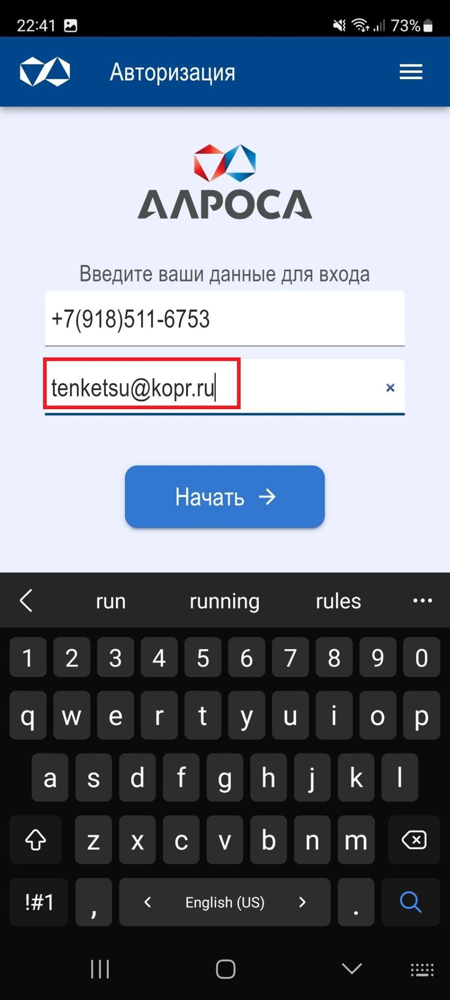 22:41 73%
Авторизация
АЛРОСА
Введите ваши данные для входа
+7(918)511-6753
tenketsu@kopr.ru ×
Начать →
run running rules ...
1 2 3 4 5 6 7 8 9 0
q w e r t y u i o p
a s d f g h j k l
z x c v b n m
!#1 , < English (US) > .